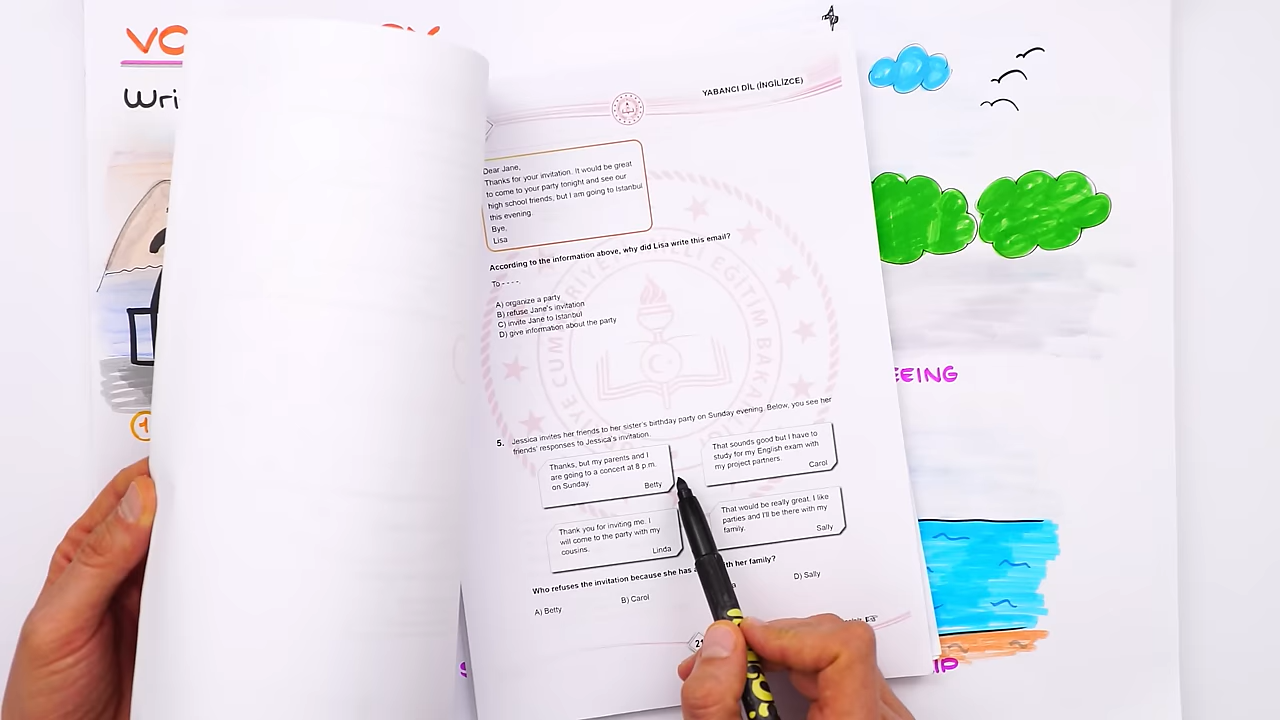 Wri
YABANCI DİL (İNGİLİZCE)
Dear Jane,
Thanks for your invitation. It would be great
to come to your party tonight and see our
high school friends, but I am going to Istanbul
this evening.
Bye,
Lisa
According to the information above, why did Lisa write this email?
To - - - -.
A) organize a party
B) refuse Jane's invitation
C) invite Jane to Istanbul
D) give information about the party
5. Jessica invites her friends to her sister's birthday party on Sunday evening. Below, you see her
friends' responses to Jessica's invitation.
Thanks, but my parents and I
are going to a concert at 8 p.m.
on Sunday.
Betty
That sounds good but I have to
study for my English exam with
my project partners.
Carol
Thank you for inviting me. I
will come to the party with my
cousins.
Linda
That would be really great. I like
parties and I'll be there with my
family.
Sally
Who refuses the invitation because she has a th her family?
A) Betty
B) Carol
D) Sally
21
EEING
IP
1